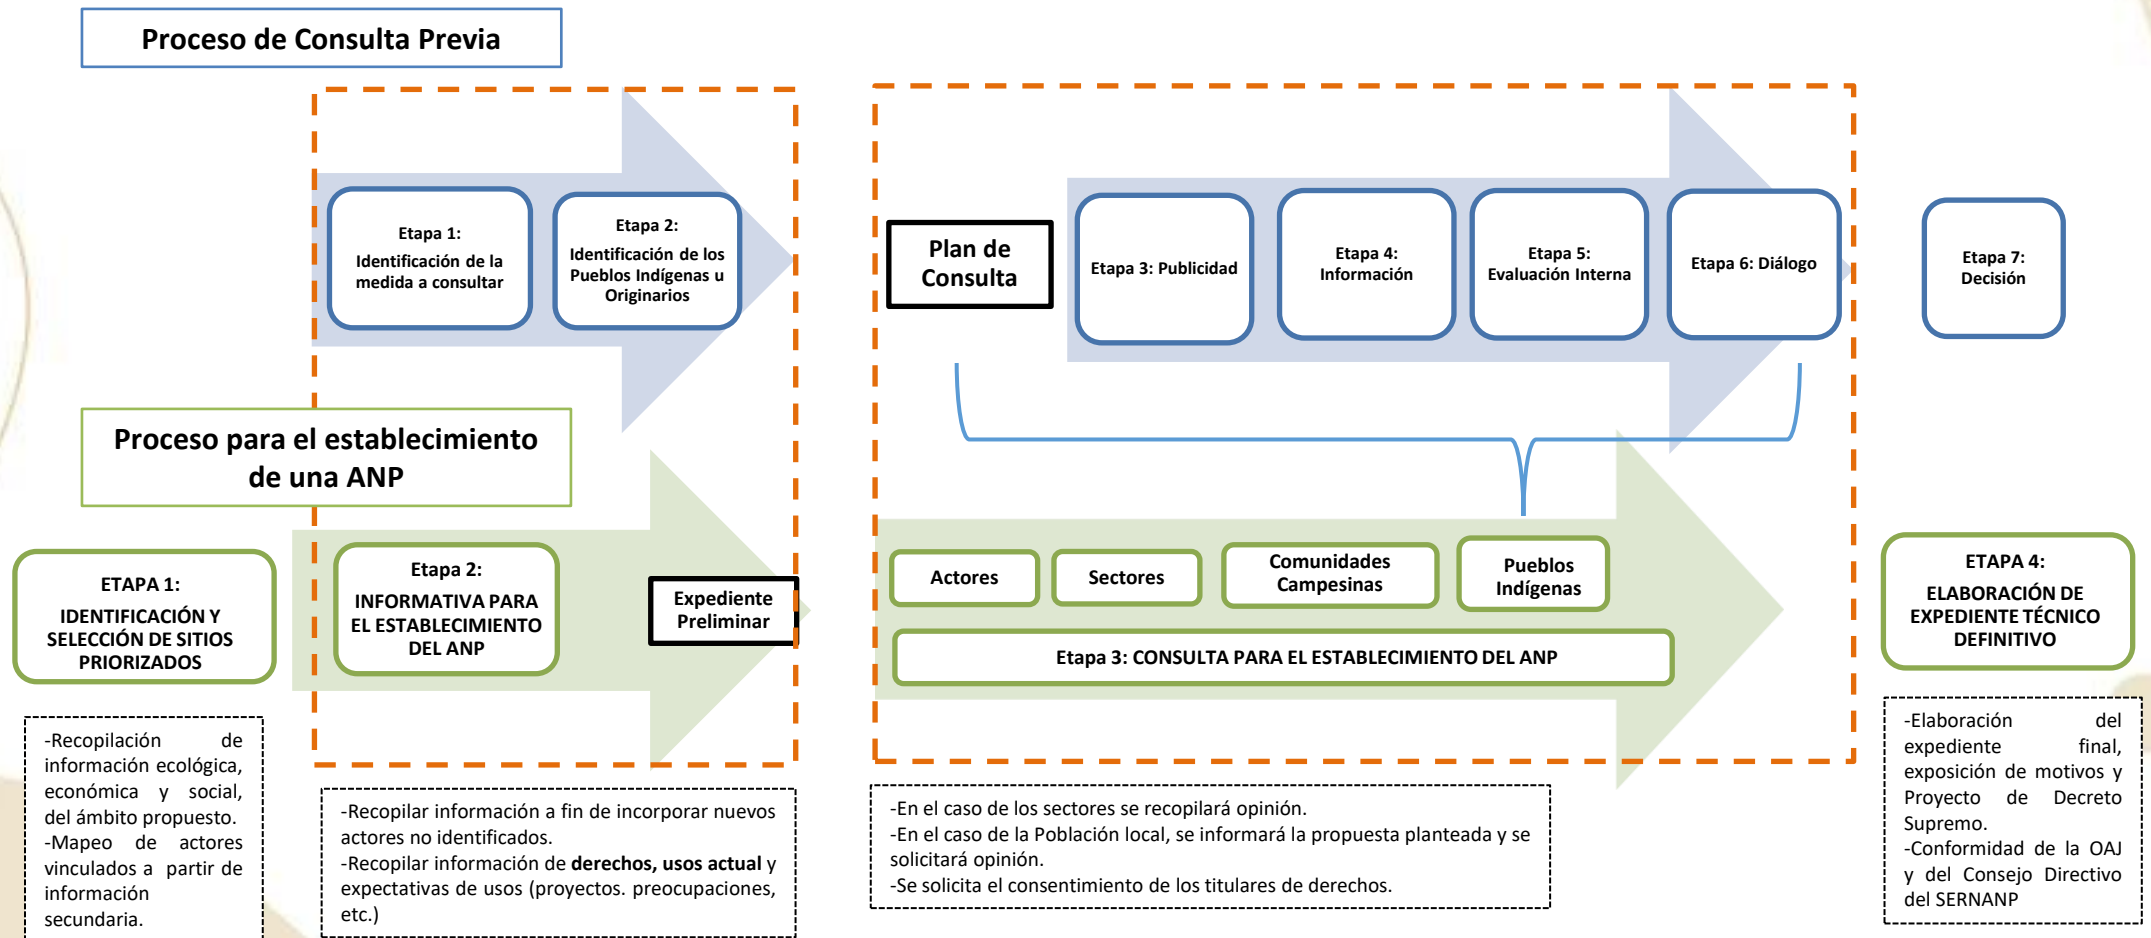 Proceso de Consulta Previa
Etapa 1:
Identificación de la
medida a consultar
Etapa 2:
Identificación de los
Pueblos Indígenas u
Originarios
Plan de
Consulta
Etapa 3: Publicidad
Etapa 4:
Información
Etapa 5:
Evaluación Interna
Etapa 6: Diálogo
Etapa 7:
Decisión
Proceso para el establecimiento
de una ANP
ETAPA 1:
IDENTIFICACIÓN Y
SELECCIÓN DE SITIOS
PRIORIZADOS
Etapa 2:
INFORMATIVA PARA
EL ESTABLECIMIENTO
DEL ANP
Expediente
Preliminar
Actores
Sectores
Comunidades
Campesinas
Pueblos
Indígenas
Etapa 3: CONSULTA PARA EL ESTABLECIMIENTO DEL ANP
ETAPA 4:
ELABORACIÓN DE
EXPEDIENTE TÉCNICO
DEFINITIVO
-Recopilación de
información ecológica,
económica y social,
del ámbito propuesto.
-Mapeo de actores
vinculados a partir de
información
secundaria.
-Recopilar información a fin de incorporar nuevos
actores no identificados.
-Recopilar información de derechos, usos actual y
expectativas de usos (proyectos. preocupaciones,
etc.)
-En el caso de los sectores se recopilará opinión.
-En el caso de la Población local, se informará la propuesta planteada y se
solicitará opinión.
-Se solicita el consentimiento de los titulares de derechos.
-Elaboración del
expediente final,
exposición de motivos y
Proyecto de Decreto
Supremo.
-Conformidad de la OAJ
y del Consejo Directivo
del SERNANP